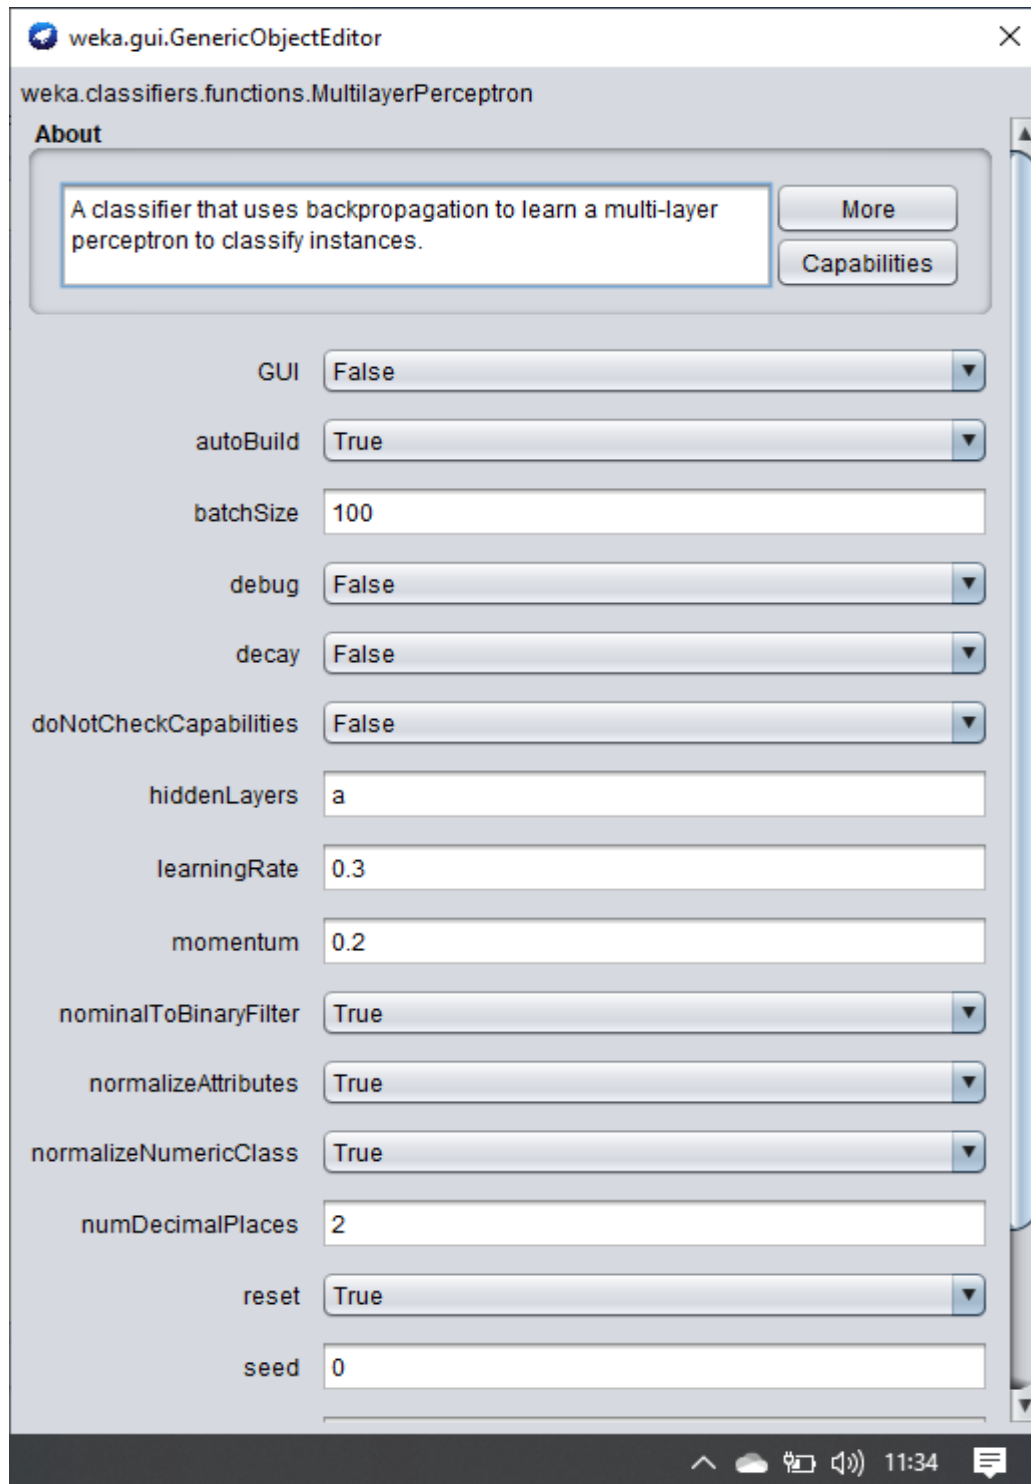 weka.gui.GenericObjectEditor
weka.classifiers.functions.MultilayerPerceptron
About
A classifier that uses backpropagation to learn a multi-layer
perceptron to classify instances.
More
Capabilities
GUI False
autoBuild True
batchSize 100
debug False
decay False
doNotCheckCapabilities False
hiddenLayers a
learningRate 0.3
momentum 0.2
nominalToBinaryFilter True
normalizeAttributes True
normalizeNumericClass True
numDecimalPlaces 2
reset True
seed 0
11:34